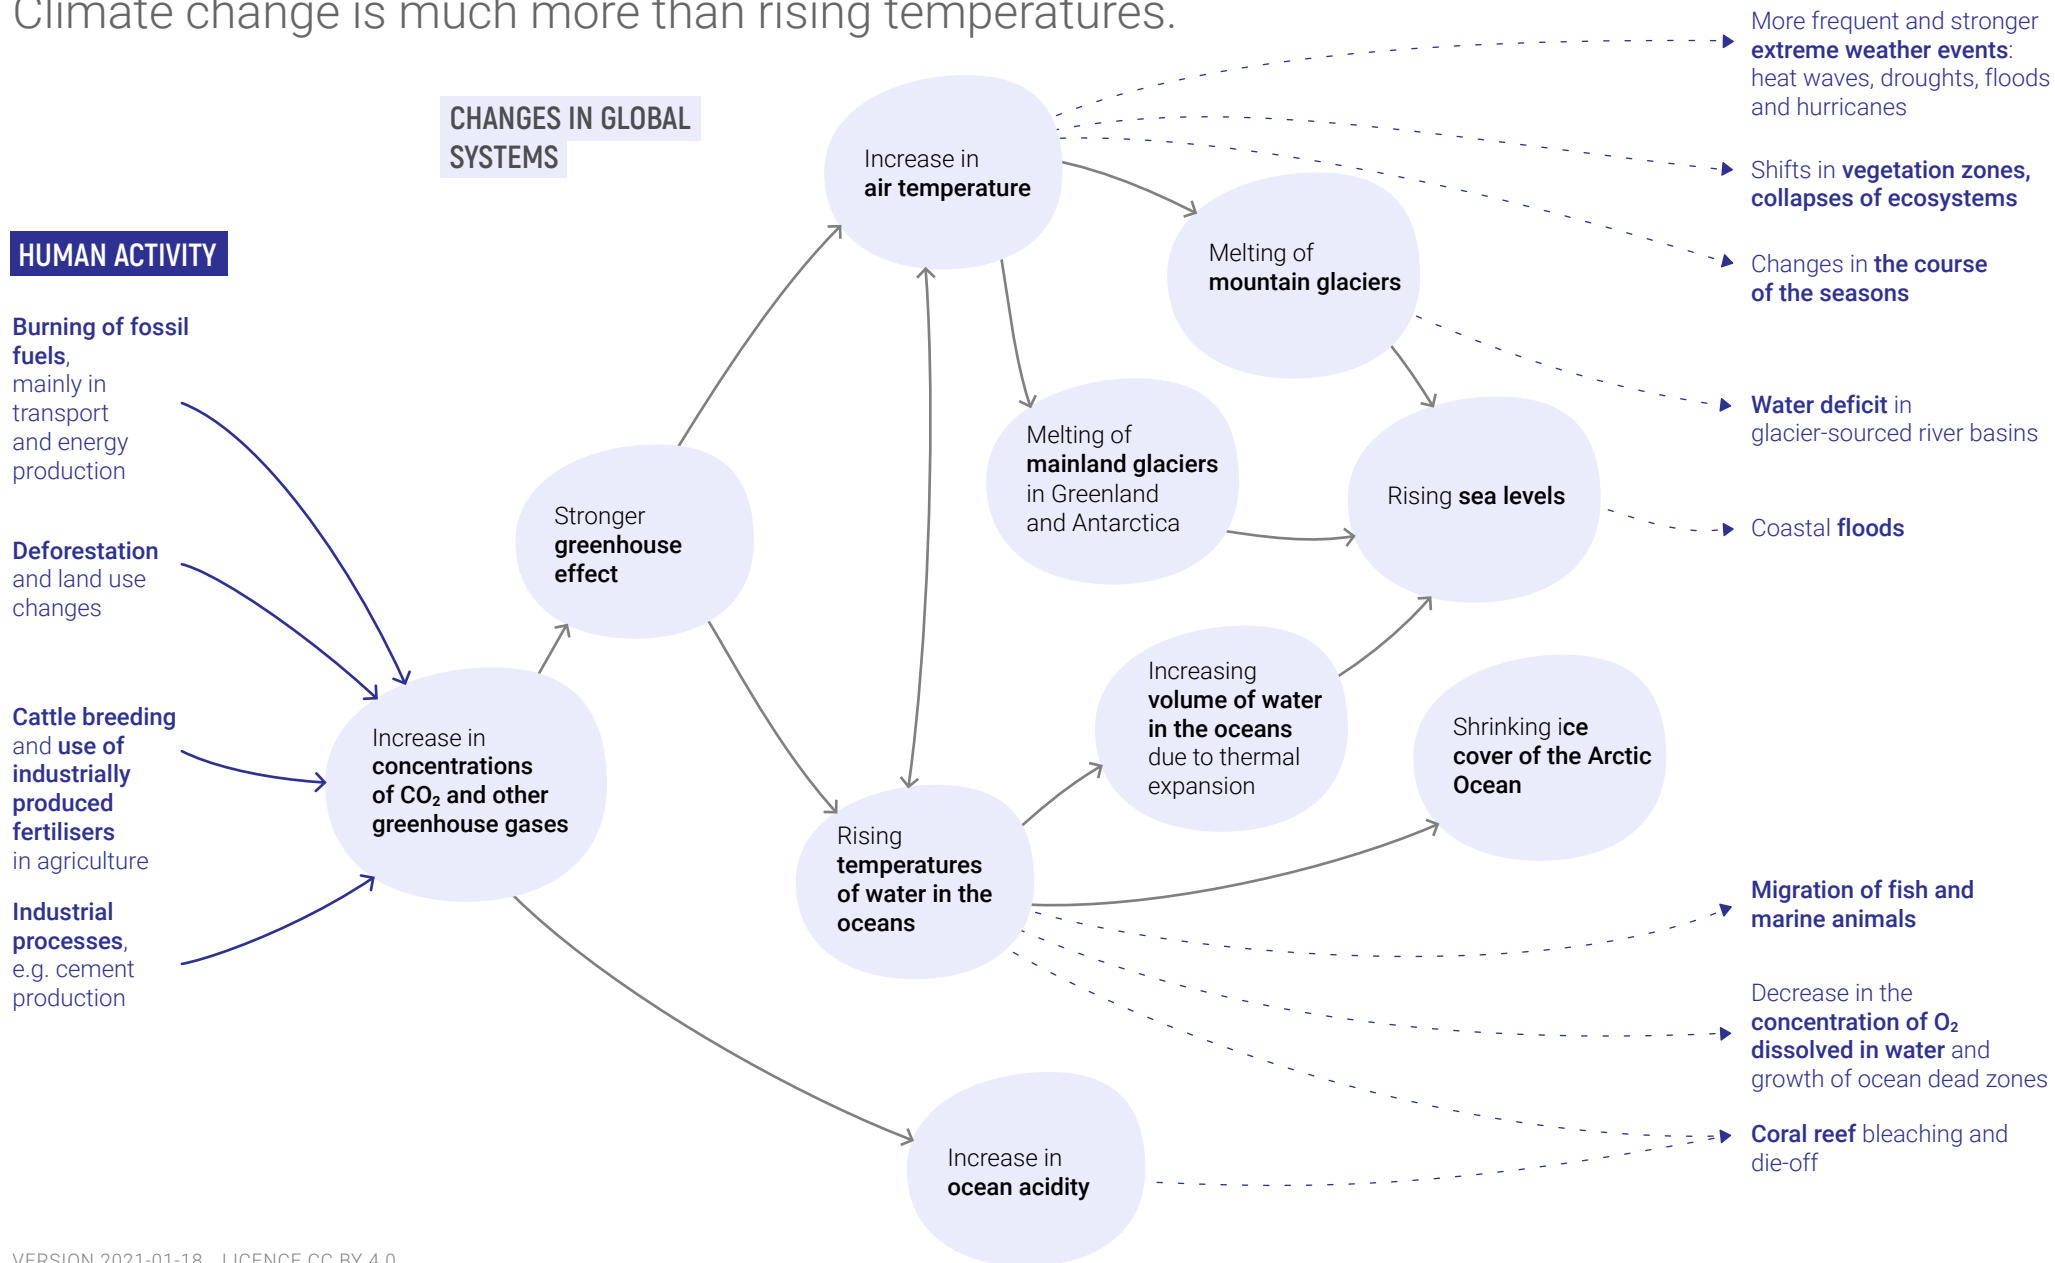 Climate change is much more than rising temperatures.
CHANGES IN GLOBAL
SYSTEMS
HUMAN ACTIVITY
Burning of fossil
fuels,
mainly in
transport
and energy
production
Deforestation
and land use
changes
Cattle breeding
and use of
industrially
produced
fertilisers
in agriculture
Industrial
processes,
e.g. cement
production
Increase in
concentrations
of CO₂ and other
greenhouse gases
Stronger
greenhouse
effect
Increase in
air temperature
Melting of
mountain glaciers
Melting of
mainland glaciers
in Greenland
and Antarctica
Rising sea levels
Increasing
volume of water
in the oceans
due to thermal
expansion
Shrinking ice
cover of the Arctic
Ocean
Rising
temperatures
of water in the
oceans
Increase in
ocean acidity
More frequent and stronger
extreme weather events:
heat waves, droughts, floods
and hurricanes
Shifts in vegetation zones,
collapses of ecosystems
Changes in the course
of the seasons
Water deficit in
glacier-sourced river basins
Coastal floods
Migration of fish and
marine animals
Decrease in the
concentration of O₂
dissolved in water and
growth of ocean dead zones
Coral reef bleaching and
die-off
VERSION 2021-01-18 LICENCE CC BY 4.0